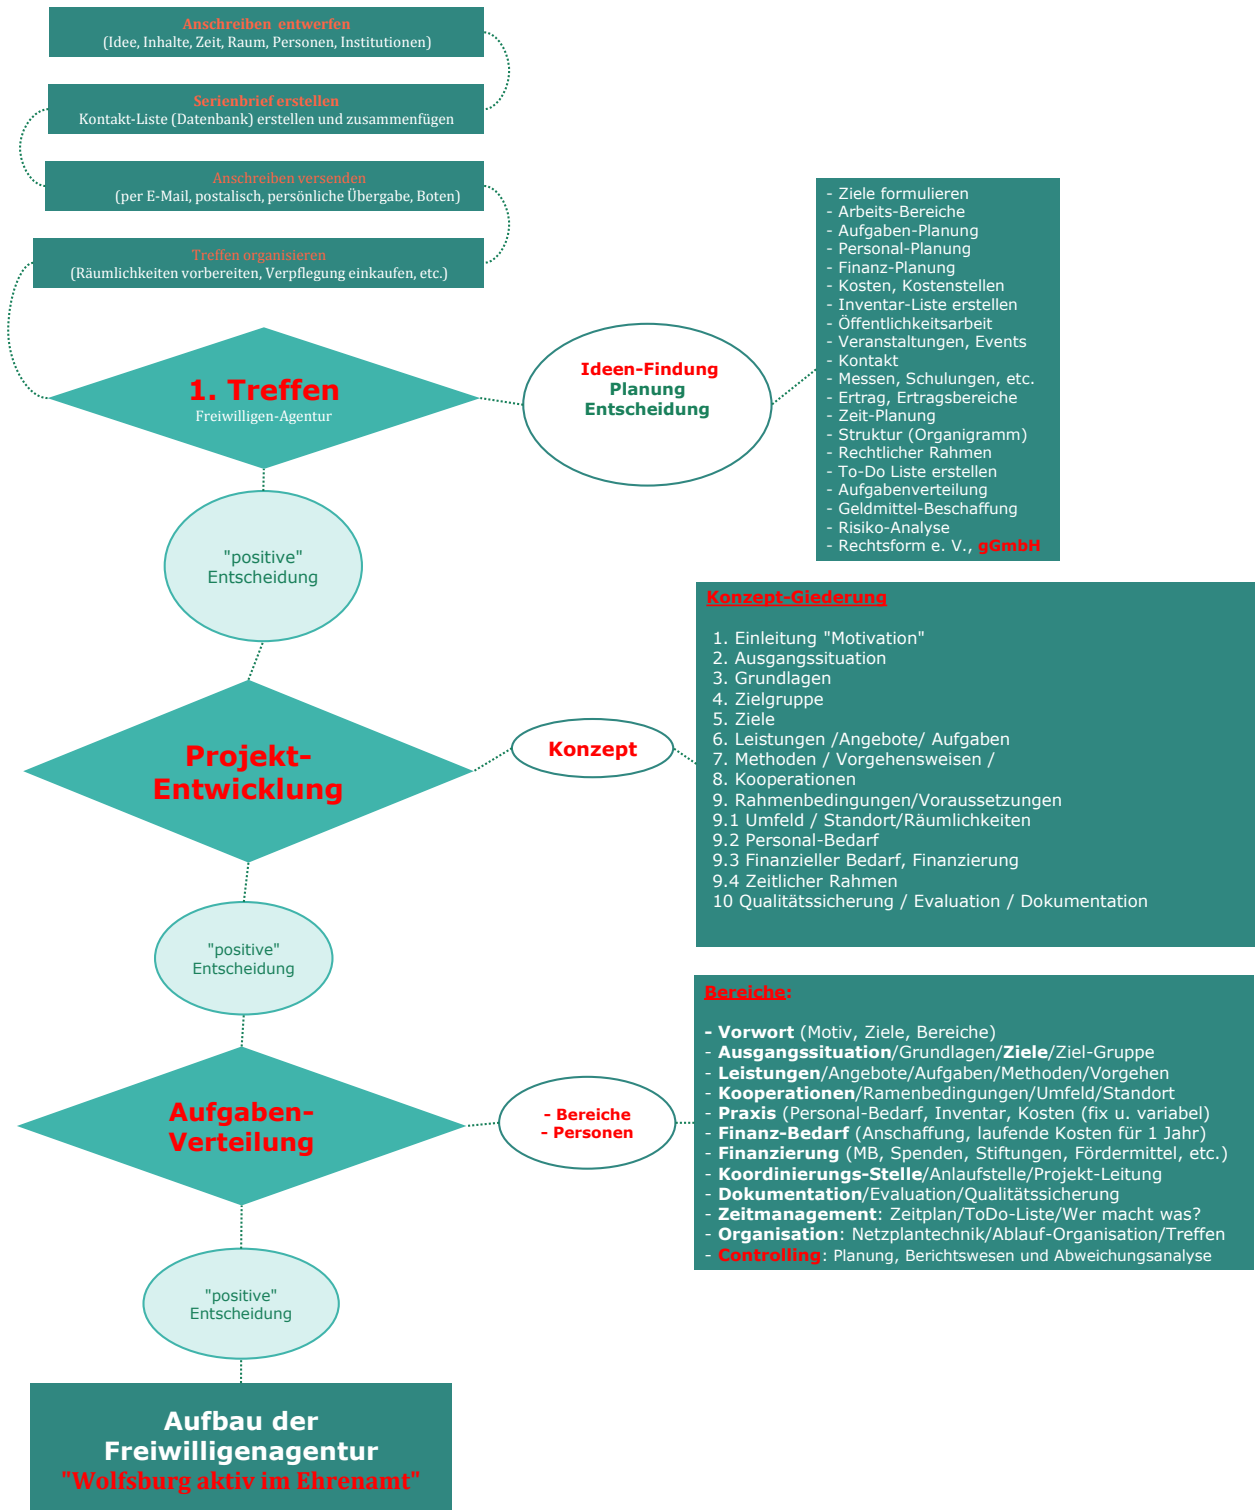 Anschreiben entwerfen
(Idee, Inhalte, Zeit, Raum, Personen, Institutionen)
Serienbrief erstellen
Kontakt-Liste (Datenbank) erstellen und zusammenfügen
Anschreiben versenden
(per E-Mail, postalisch, persönliche Übergabe, Boten)
Treffen organisieren
(Räumlichkeiten vorbereiten, Verpflegung einkaufen, etc.)
1. Treffen
Freiwilligen-Agentur
Ideen-Findung
Planung
Entscheidung
- Ziele formulieren
- Arbeits-Bereiche
- Aufgaben-Planung
- Personal-Planung
- Finanz-Planung
- Kosten, Kostenstellen
- Inventar-Liste erstellen
- Öffentlichkeitsarbeit
- Veranstaltungen, Events
- Kontakt
- Messen, Schulungen, etc.
- Ertrag, Ertragsbereiche
- Zeit-Planung
- Struktur (Organigramm)
- Rechtlicher Rahmen
- To-Do Liste erstellen
- Aufgabenverteilung
- Geldmittel-Beschaffung
- Risiko-Analyse
- Rechtsform e. V., gGmbH
"positive"
Entscheidung
Projekt-
Entwicklung
Konzept
Konzept-Giederung
1. Einleitung "Motivation"
2. Ausgangssituation
3. Grundlagen
4. Zielgruppe
5. Ziele
6. Leistungen /Angebote/ Aufgaben
7. Methoden / Vorgehensweisen /
8. Kooperationen
9. Rahmenbedingungen/Voraussetzungen
9.1 Umfeld / Standort/Räumlichkeiten
9.2 Personal-Bedarf
9.3 Finanzieller Bedarf, Finanzierung
9.4 Zeitlicher Rahmen
10 Qualitätssicherung / Evaluation / Dokumentation
"positive"
Entscheidung
Aufgaben-
Verteilung
- Bereiche
- Personen
Bereiche:
- Vorwort (Motiv, Ziele, Bereiche)
- Ausgangssituation/Grundlagen/Ziele/Ziel-Gruppe
- Leistungen/Angebote/Aufgaben/Methoden/Vorgehen
- Kooperationen/Ramenbedingungen/Umfeld/Standort
- Praxis (Personal-Bedarf, Inventar, Kosten (fix u. variabel)
- Finanz-Bedarf (Anschaffung, laufende Kosten für 1 Jahr)
- Finanzierung (MB, Spenden, Stiftungen, Fördermittel, etc.)
- Koordinierungs-Stelle/Anlaufstelle/Projekt-Leitung
- Dokumentation/Evaluation/Qualitätssicherung
- Zeitmanagement: Zeitplan/ToDo-Liste/Wer macht was?
- Organisation: Netzplantechnik/Ablauf-Organisation/Treffen
- Controlling: Planung, Berichtswesen und Abweichungsanalyse
"positive"
Entscheidung
Aufbau der
Freiwilligenagentur
"Wolfsburg aktiv im Ehrenamt"